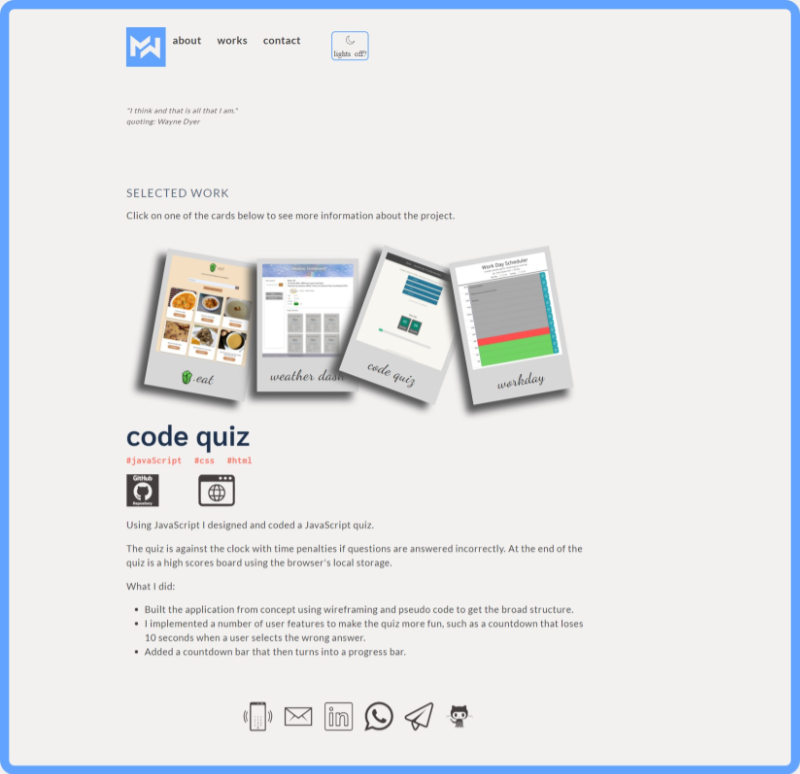 about works contact
lights off?
"I think and that is all that I am."
quoting: Wayne Dyer
SELECTED WORK
Click on one of the cards below to see more information about the project.
Work Day Scheduler
.eat
weather dash
code quiz
workday
code quiz
#javaScript #css #html
GitHub
Repository
Using JavaScript I designed and coded a JavaScript quiz.
The quiz is against the clock with time penalties if questions are answered incorrectly. At the end of the
quiz is a high scores board using the browser's local storage.
What I did:
Built the application from concept using wireframing and pseudo code to get the broad structure.
I implemented a number of user features to make the quiz more fun, such as a countdown that loses
10 seconds when a user selects the wrong answer.
Added a countdown bar that then turns into a progress bar.
in